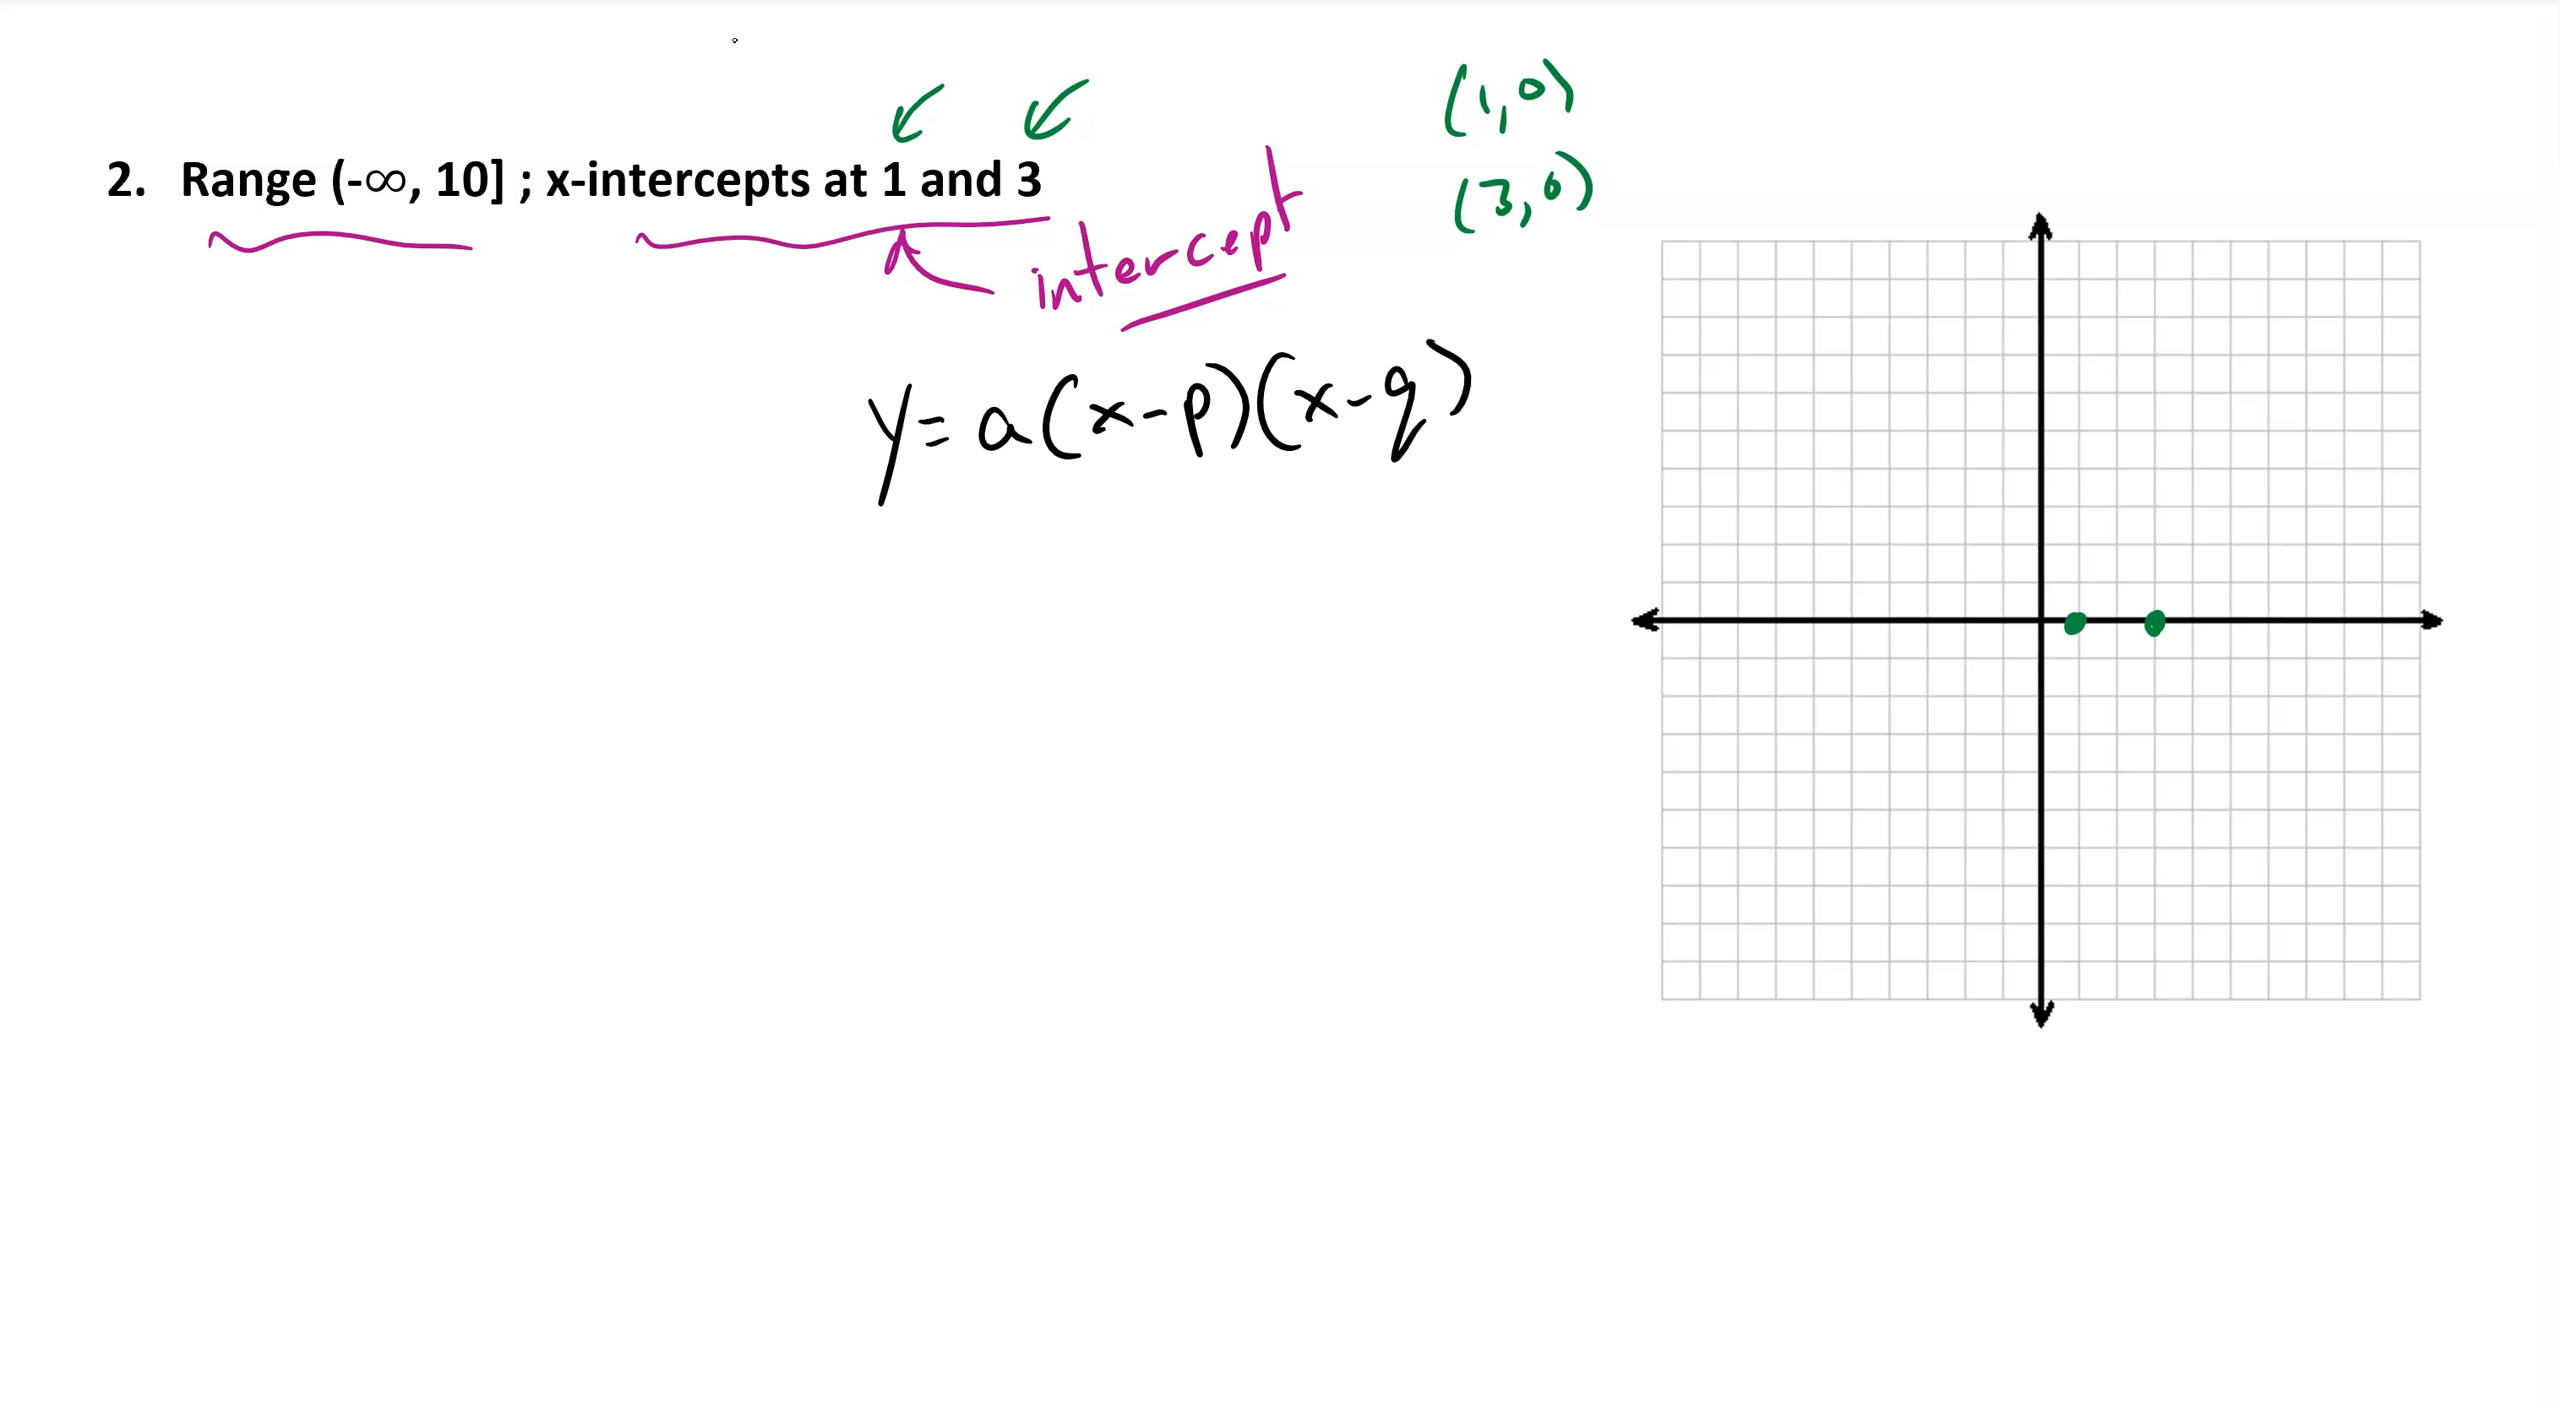 (1,0)
2. Range (-∞, 10] ; x-intercepts at 1 and 3
(3,0)
intercept
y= a(x-p)(x-q)